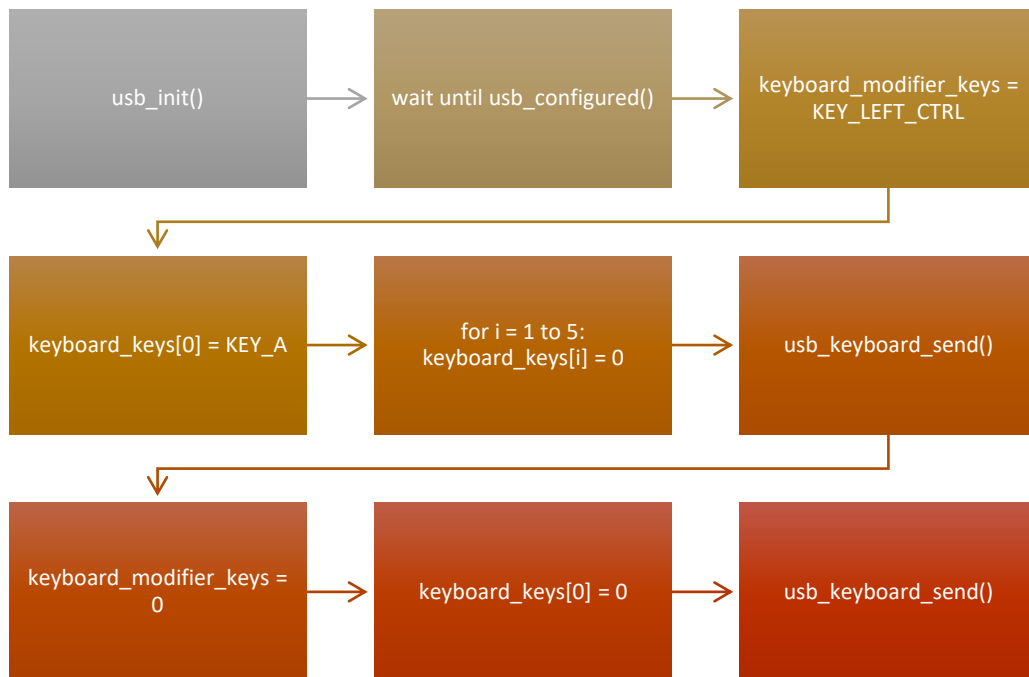 usb_init()
wait until usb_configured()
keyboard_modifier_keys =
KEY_LEFT_CTRL
keyboard_keys[0] = KEY_A
for i = 1 to 5:
keyboard_keys[i] = 0
usb_keyboard_send()
keyboard_modifier_keys =
0
keyboard_keys[0] = 0
usb_keyboard_send()